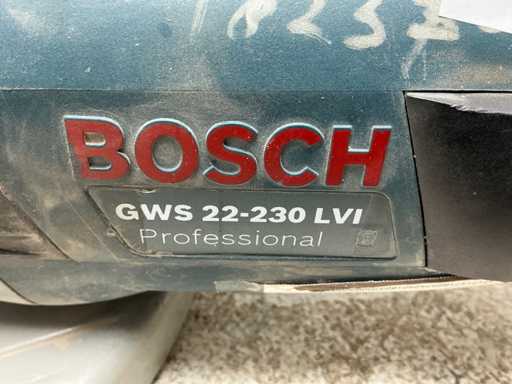 BOSCH
GWS 22-230 LVI
Professional